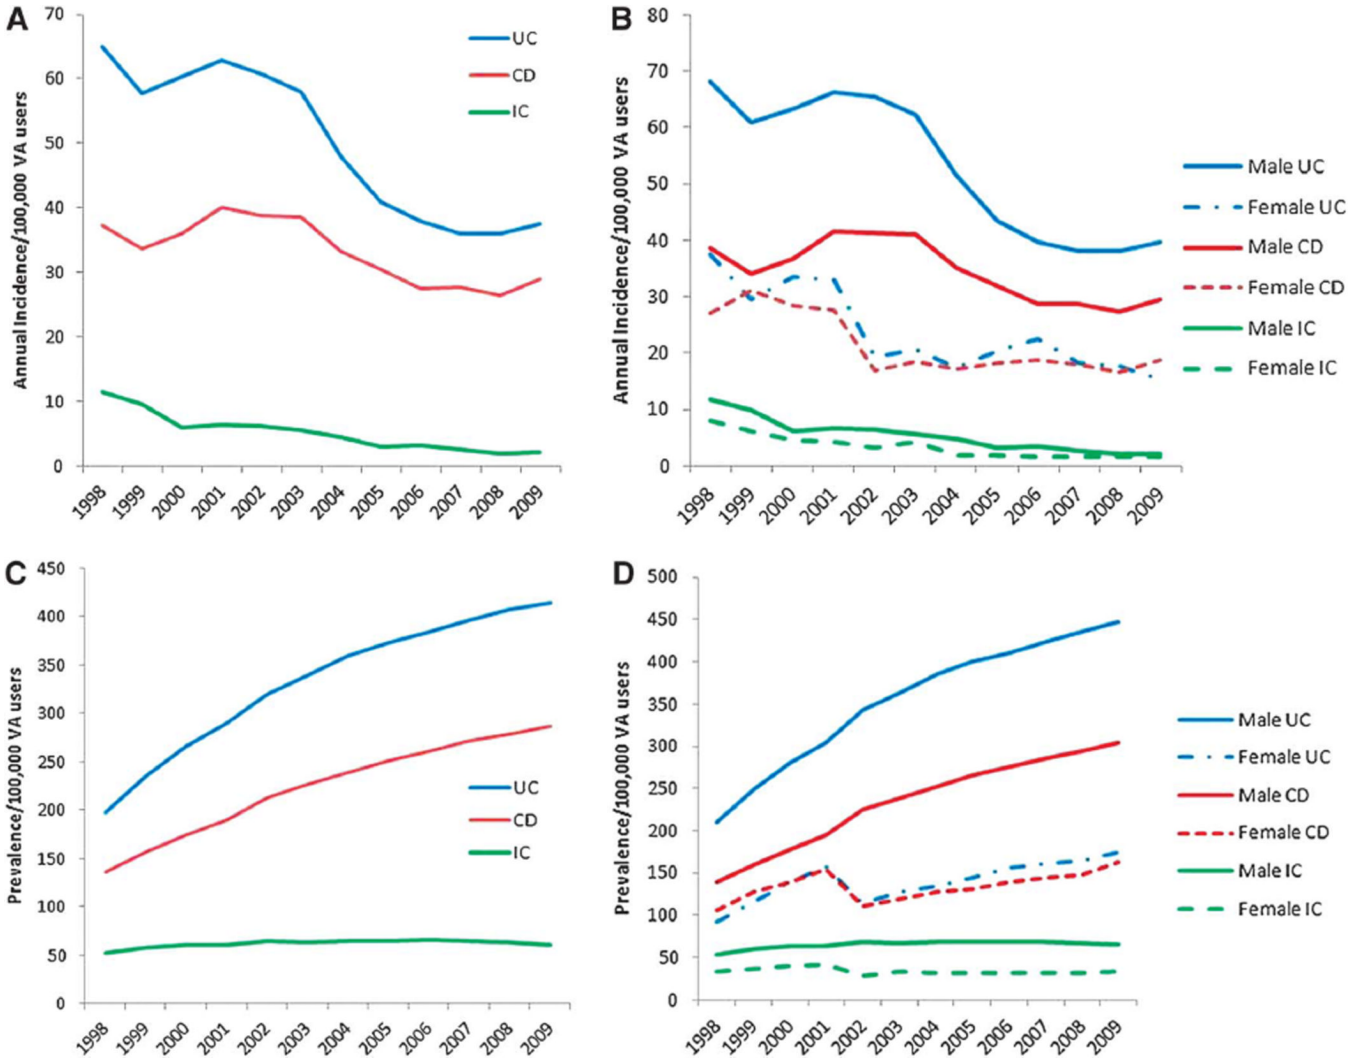 A
Annual Incidence/100,000 VA users
70
60
50
40
30
20
10
0
1998 1999 2000 2001 2002 2003 2004 2005 2006 2007 2008 2009
UC
CD
IC
B
Annual Incidence/100,000 VA users
80
70
60
50
40
30
20
10
0
1998 1999 2000 2001 2002 2003 2004 2005 2006 2007 2008 2009
Male UC
Female UC
Male CD
Female CD
Male IC
Female IC
C
Prevalence/100,000 VA users
450
400
350
300
250
200
150
100
50
0
1998 1999 2000 2001 2002 2003 2004 2005 2006 2007 2008 2009
UC
CD
IC
D
Prevalence/100,000 VA users
500
450
400
350
300
250
200
150
100
50
0
1998 1999 2000 2001 2002 2003 2004 2005 2006 2007 2008 2009
Male UC
Female UC
Male CD
Female CD
Male IC
Female IC